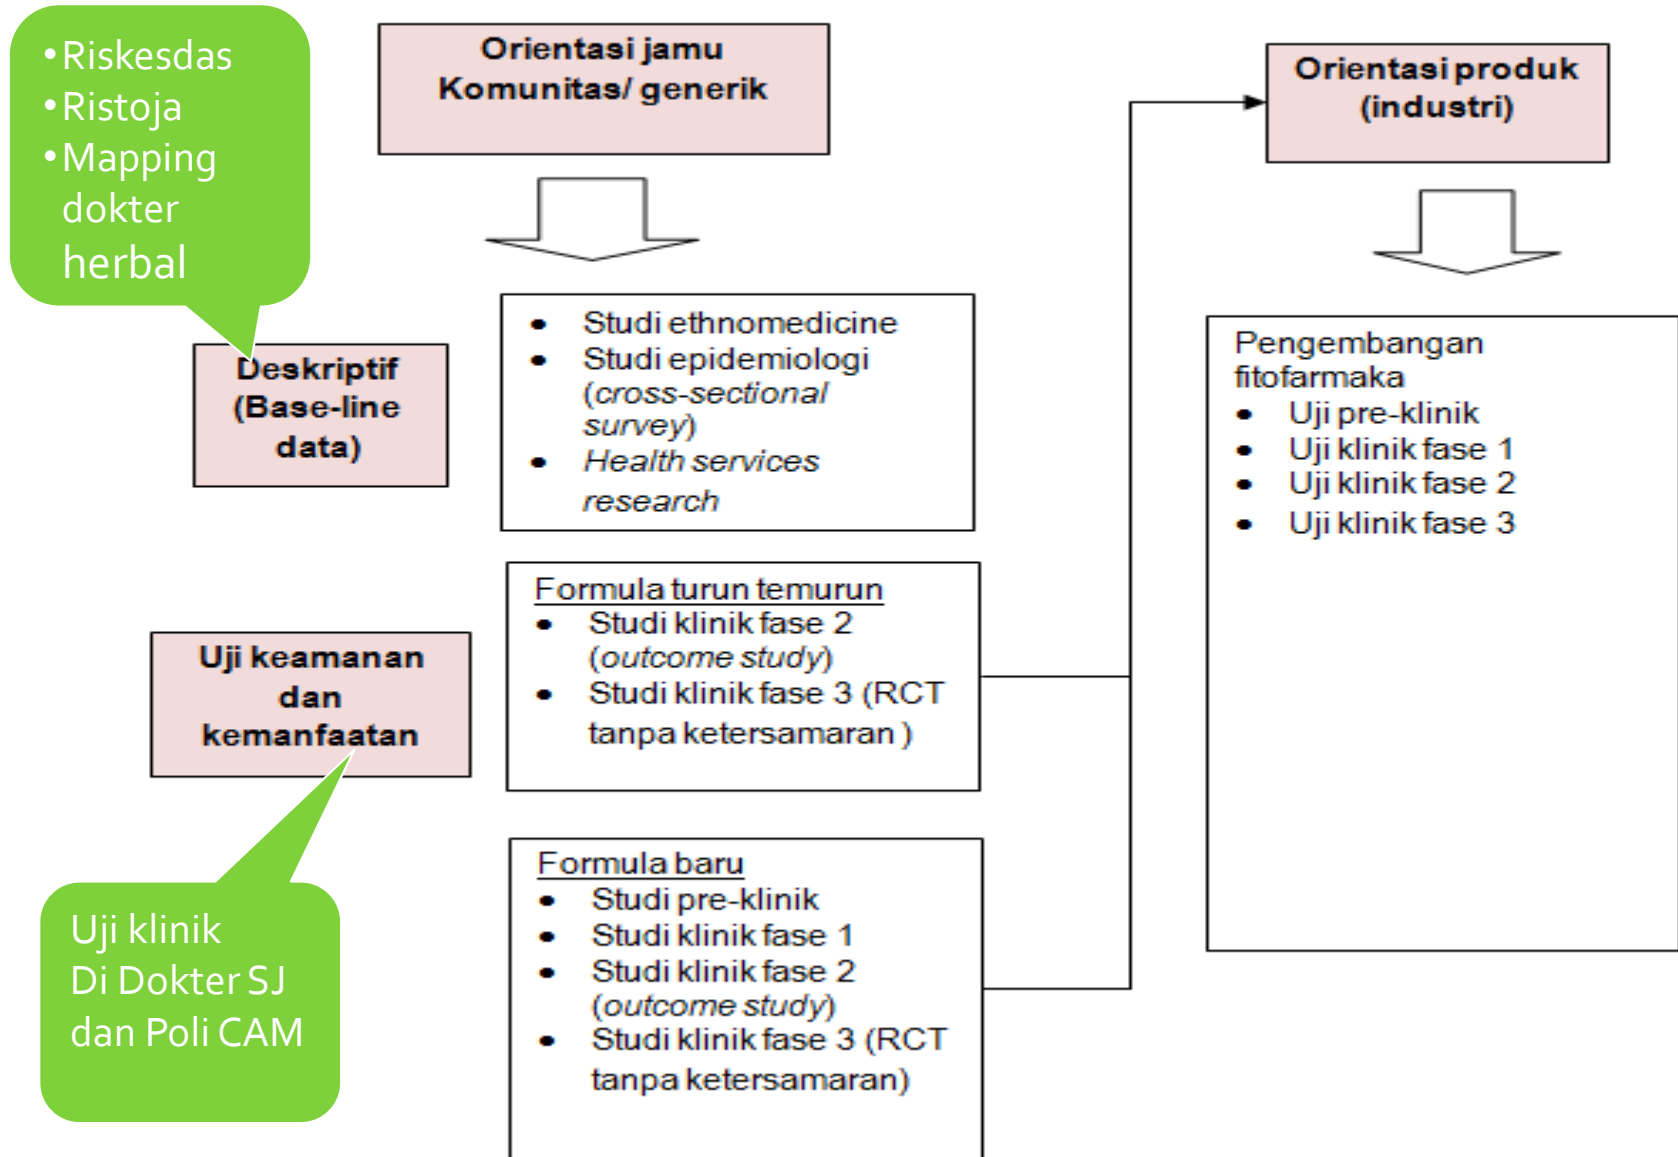 •Riskesdas
•Ristoja
•Mapping
dokter
herbal
Orientasi jamu
Komunitas/ generik
Orientasi produk
(industri)
Deskriptif
(Base-line
data)
• Studi ethnomedicine
• Studi epidemiologi
(cross-sectional
survey)
• Health services
research
Pengembangan
fitofarmaka
• Uji pre-klinik
• Uji klinik fase 1
• Uji klinik fase 2
• Uji klinik fase 3
Uji keamanan
dan
kemanfaatan
Formula turun temurun
• Studi klinik fase 2
(outcome study)
• Studi klinik fase 3 (RCT
tanpa ketersamaran )
Uji klinik
Di Dokter SJ
dan Poli CAM
Formula baru
• Studi pre-klinik
• Studi klinik fase 1
• Studi klinik fase 2
(outcome study)
• Studi klinik fase 3 (RCT
tanpa ketersamaran)